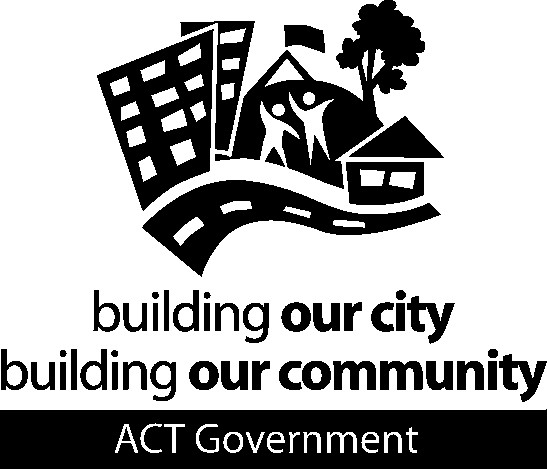 building our city
building our community
ACT Government